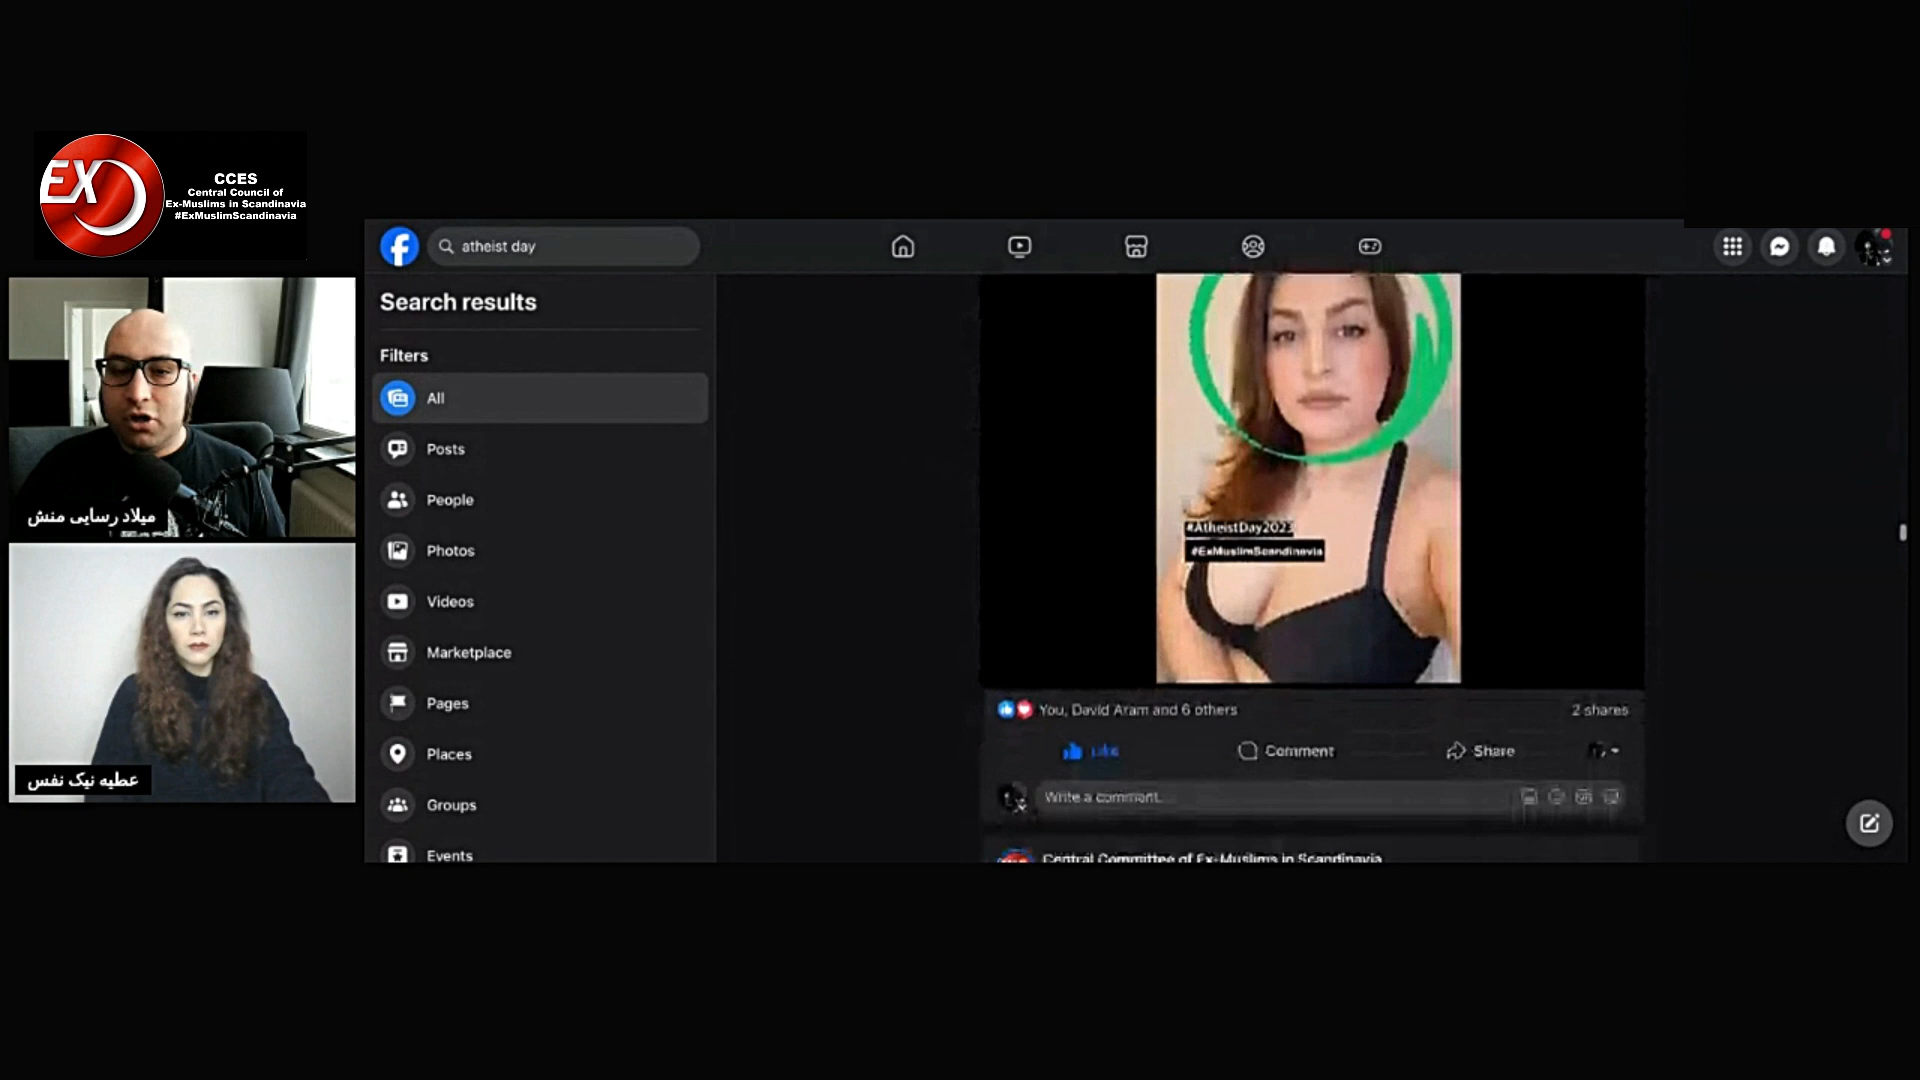 EX
CCES
Central Council of
Ex-Muslims in Scandinavia
#ExMuslimScandinavia
میلاد رسایی منش
عطیه نیک نفس
atheist day
Search results
Filters
All
Posts
People
Photos
Videos
Marketplace
Pages
Places
Groups
Events
#AtheistDay2023
#ExMuslimScandinavia
You, David Aram and 6 others
2 shares
Like
Comment
Share
Write a comment...
Central Committee of Ex-Muslims in Scandinavia